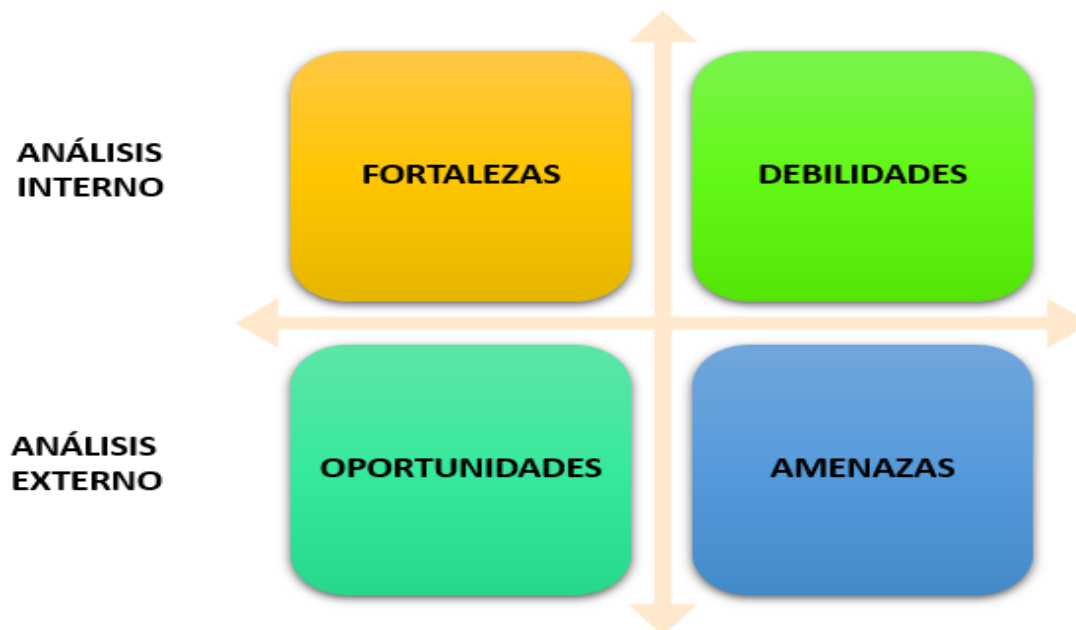 ANÁLISIS
INTERNO
FORTALEZAS
DEBILIDADES
ANÁLISIS
EXTERNO
OPORTUNIDADES
AMENAZAS